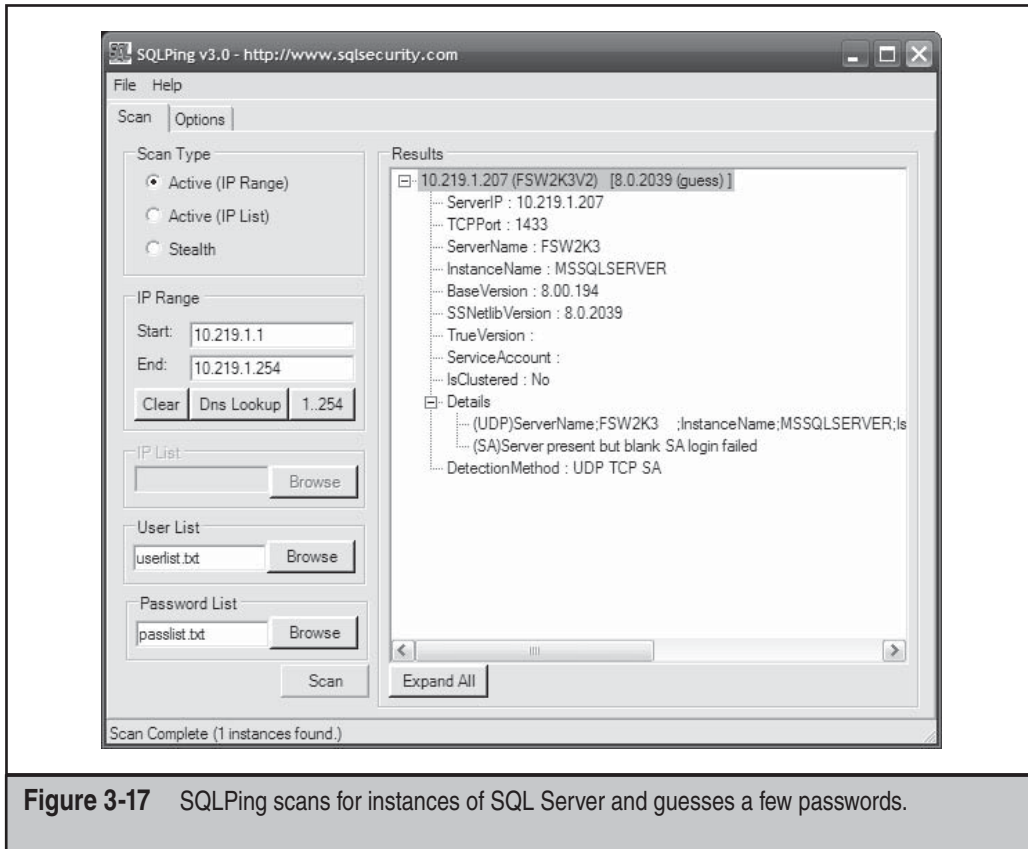 SQLPing v3.0 - http://www.sqlsecurity.com
File Help
Scan Options
Scan Type
Active (IP Range)
Active (IP List)
Stealth
IP Range
Start: 10.219.1.1
End: 10.219.1.254
Clear Dns Lookup 1..254
IP List
Browse
User List
userlist.txt Browse
Password List
passlist.txt Browse
Scan
Results
10.219.1.207 (FSW2K3V2) [8.0.2039 (guess) ]
ServerIP : 10.219.1.207
TCPPort : 1433
ServerName : FSW2K3
InstanceName : MSSQLSERVER
BaseVersion : 8.00.194
SSNetlibVersion : 8.0.2039
TrueVersion :
ServiceAccount :
IsClustered : No
Details
(UDP)ServerName;FSW2K3 ;InstanceName;MSSQLSERVER;Is
(SA)Server present but blank SA login failed
DetectionMethod : UDP TCP SA
Expand All
Scan Complete (1 instances found.)
Figure 3-17 SQLPing scans for instances of SQL Server and guesses a few passwords.